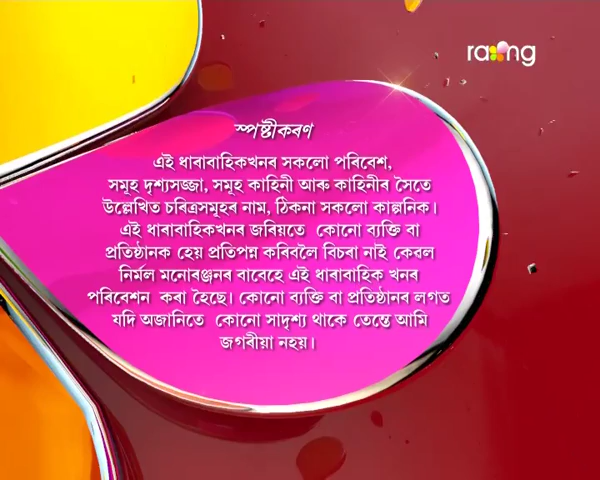 rang
স্পষ্টীকৰণ
এই ধাৰাবাহিকখনৰ সকলো পৰিবেশ,
সমূহ দৃশ্যসজ্জা, সমূহ কাহিনী আৰু কাহিনীৰ সৈতে
উল্লেখিত চৰিত্ৰসমূহৰ নাম, ঠিকনা সকলো কাল্পনিক।
এই ধাৰাবাহিকখনৰ জৰিয়তে কোনো ব্যক্তি বা
প্ৰতিষ্ঠানক হেয় প্ৰতিপন্ন কৰিবলৈ বিচৰা নাই কেৱল
নিৰ্মল মনোৰঞ্জনৰ বাবেহে এই ধাৰাবাহিক খনৰ
পৰিবেশন কৰা হৈছে। কোনো ব্যক্তি বা প্ৰতিষ্ঠানৰ লগত
যদি অজানিতে কোনো সাদৃশ্য থাকে তেন্তে আমি
জগৰীয়া নহয়।